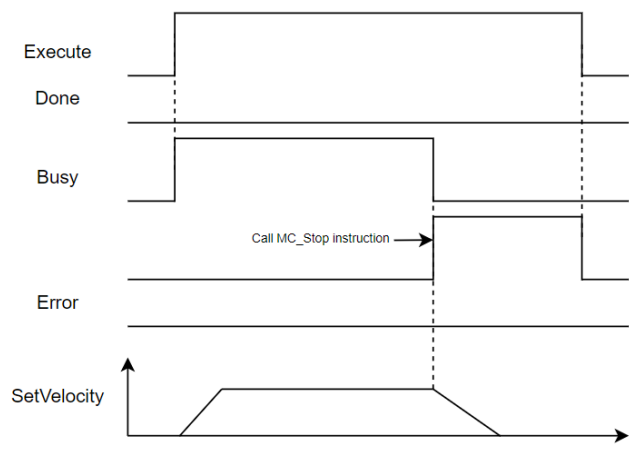 Execute
Done
Busy
Call MC_Stop instruction
Error
SetVelocity